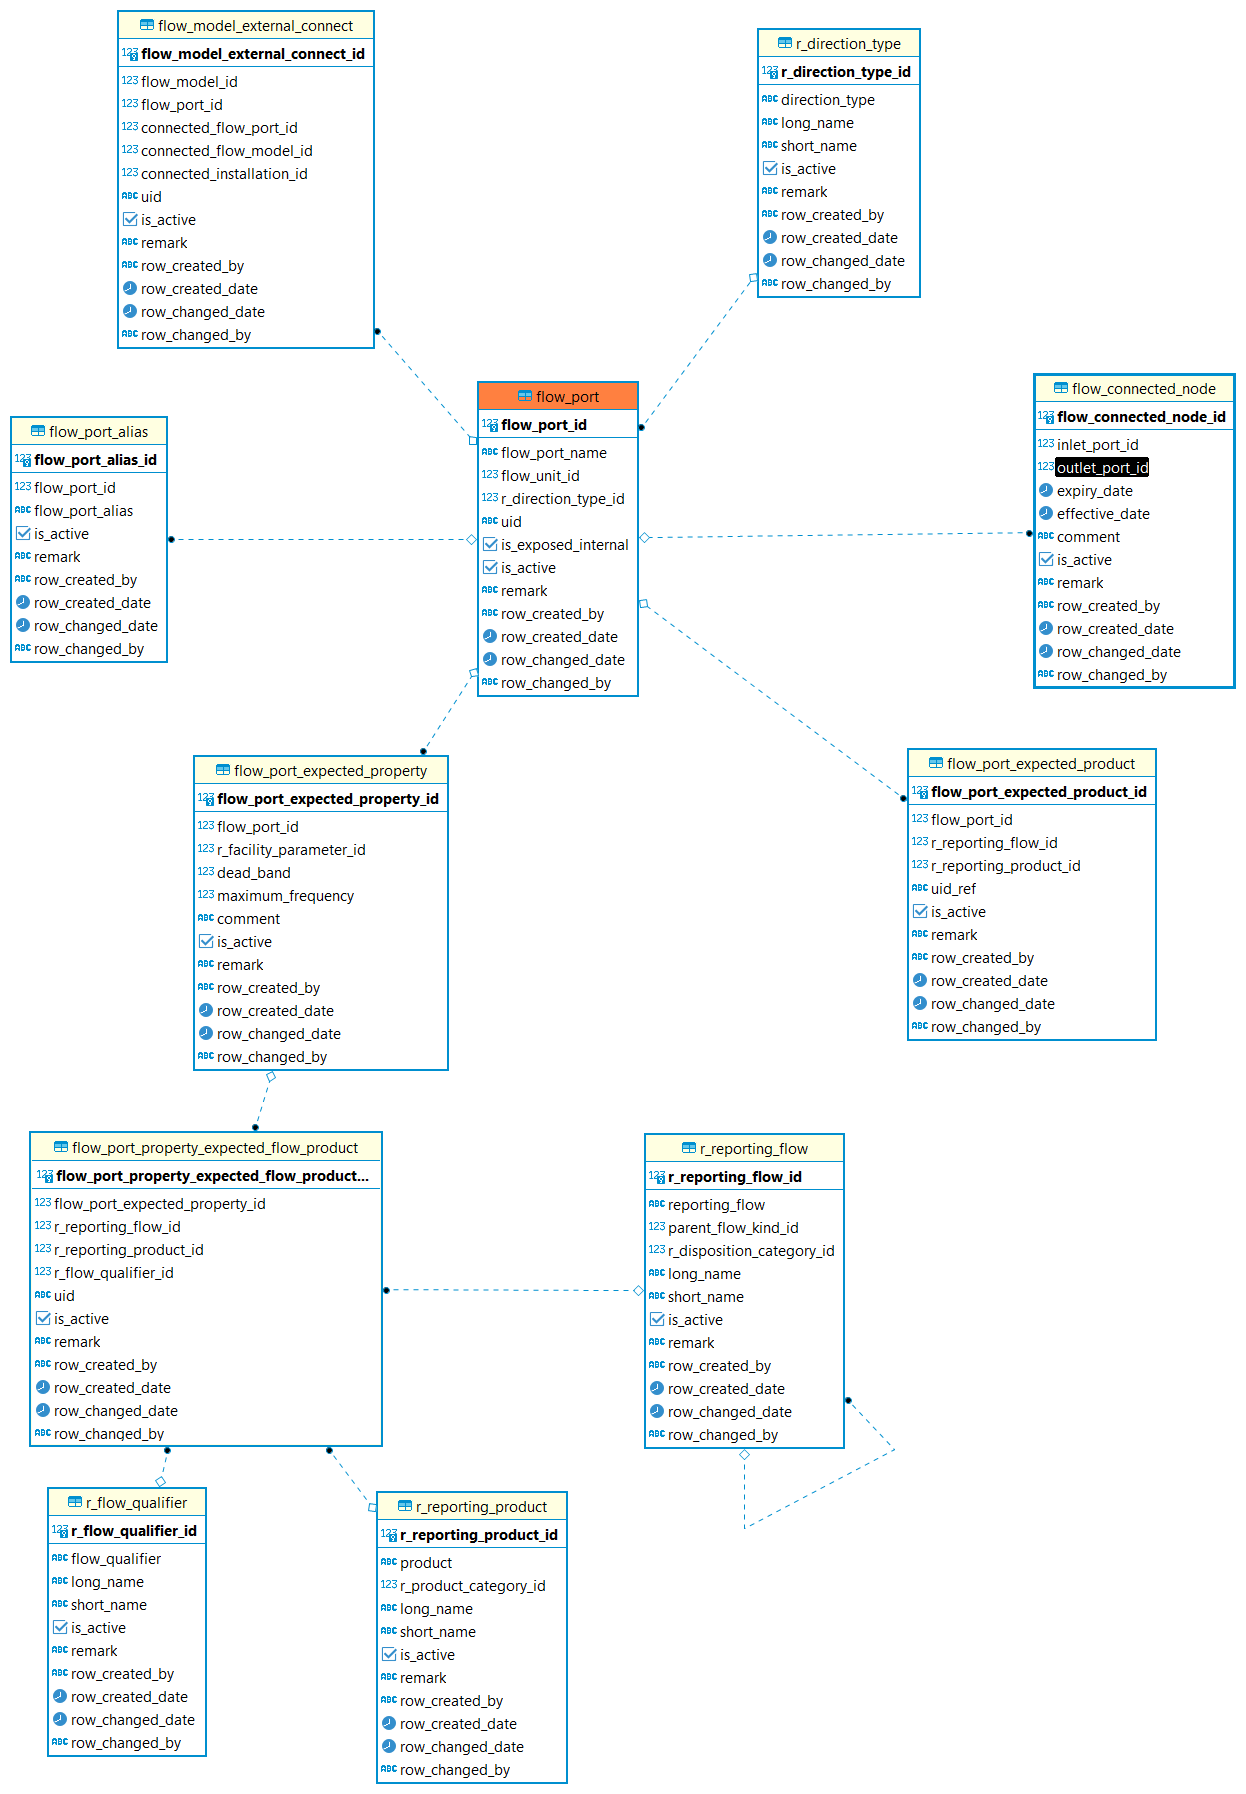 flow_model_external_connect
flow_model_external_connect_id
flow_model_id
flow_port_id
connected_flow_port_id
connected_flow_model_id
connected_installation_id
uid
is_active
remark
row_created_by
row_created_date
row_changed_date
row_changed_by
r_direction_type
r_direction_type_id
direction_type
long_name
short_name
is_active
remark
row_created_by
row_created_date
row_changed_date
row_changed_by
flow_port_alias
flow_port_alias_id
flow_port_id
flow_port_alias
is_active
remark
row_created_by
row_created_date
row_changed_date
row_changed_by
flow_port
flow_port_id
flow_port_name
flow_unit_id
r_direction_type_id
uid
is_exposed_internal
is_active
remark
row_created_by
row_created_date
row_changed_date
row_changed_by
flow_connected_node
flow_connected_node_id
inlet_port_id
outlet_port_id
expiry_date
effective_date
comment
is_active
remark
row_created_by
row_created_date
row_changed_date
row_changed_by
flow_port_expected_property
flow_port_expected_property_id
flow_port_id
r_facility_parameter_id
dead_band
maximum_frequency
comment
is_active
remark
row_created_by
row_created_date
row_changed_date
row_changed_by
flow_port_expected_product
flow_port_expected_product_id
flow_port_id
r_reporting_flow_id
r_reporting_product_id
uid_ref
is_active
remark
row_created_by
row_created_date
row_changed_date
row_changed_by
flow_port_property_expected_flow_product
flow_port_property_expected_flow_product...
flow_port_expected_property_id
r_reporting_flow_id
r_reporting_product_id
r_flow_qualifier_id
uid
is_active
remark
row_created_by
row_created_date
row_changed_date
row_changed_by
r_reporting_flow
r_reporting_flow_id
reporting_flow
parent_flow_kind_id
r_disposition_category_id
long_name
short_name
is_active
remark
row_created_by
row_created_date
row_changed_date
row_changed_by
r_flow_qualifier
r_flow_qualifier_id
flow_qualifier
long_name
short_name
is_active
remark
row_created_by
row_created_date
row_changed_date
row_changed_by
r_reporting_product
r_reporting_product_id
product
r_product_category_id
long_name
short_name
is_active
remark
row_created_by
row_created_date
row_changed_date
row_changed_by